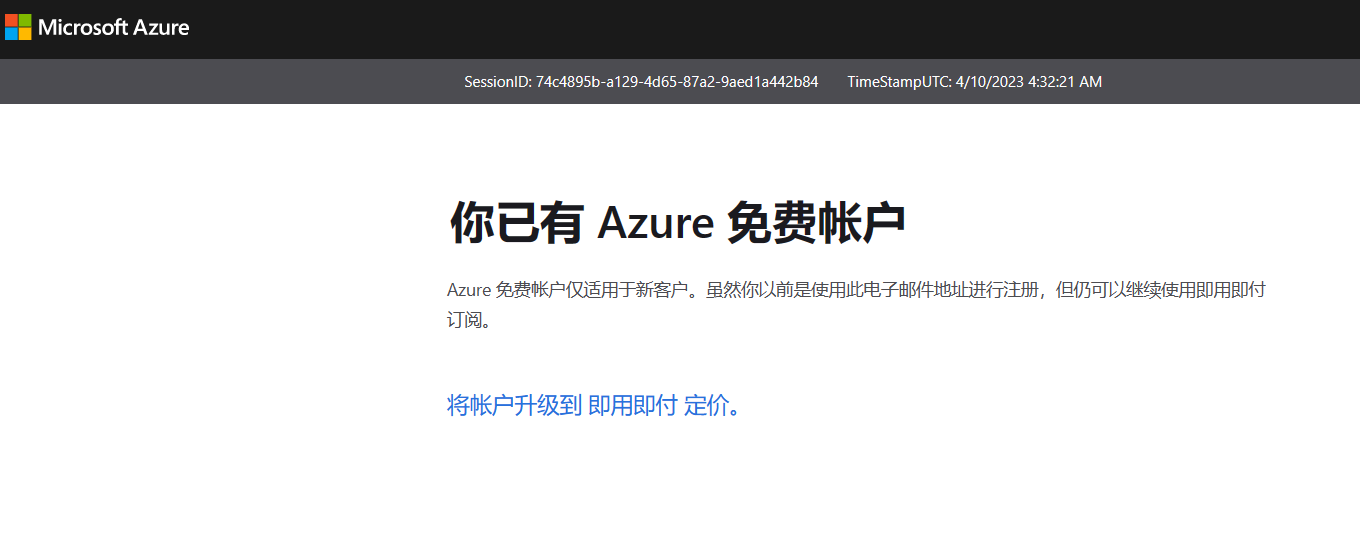 Microsoft Azure
SessionID: 74c4895b-a129-4d65-87a2-9aed1a442b84 TimeStampUTC: 4/10/2023 4:32:21 AM
你已有 Azure 免费帐户
Azure 免费帐户仅适用于新客户。虽然你以前是使用此电子邮件地址进行注册，但仍可以继续使用即用即付
订阅。
将帐户升级到 即用即付 定价。